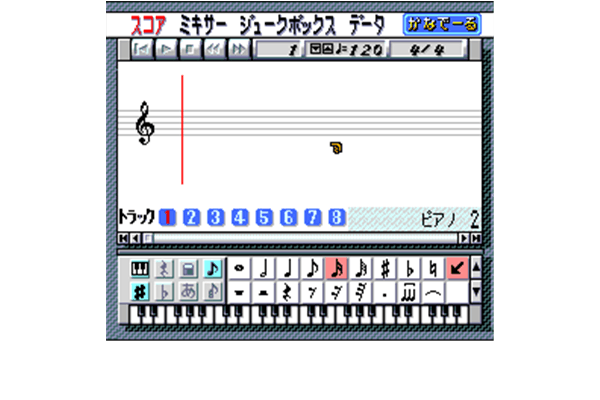 スコア ミキサー ジュークボックス データ かなでーる
1 ♩=120 4/4
トラック 1 2 3 4 5 6 7 8 ピアノ 2
あ